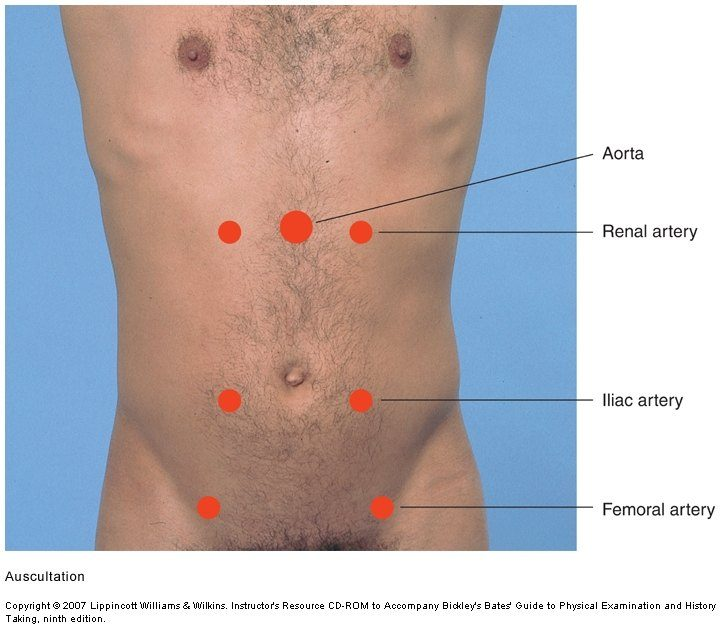 Aorta
Renal artery
Iliac artery
Femoral artery
Auscultation
Copyright © 2007 Lippincott Williams & Wilkins. Instructor's Resource CD-ROM to Accompany Bickley's Bates' Guide to Physical Examination and History
Taking, ninth edition.